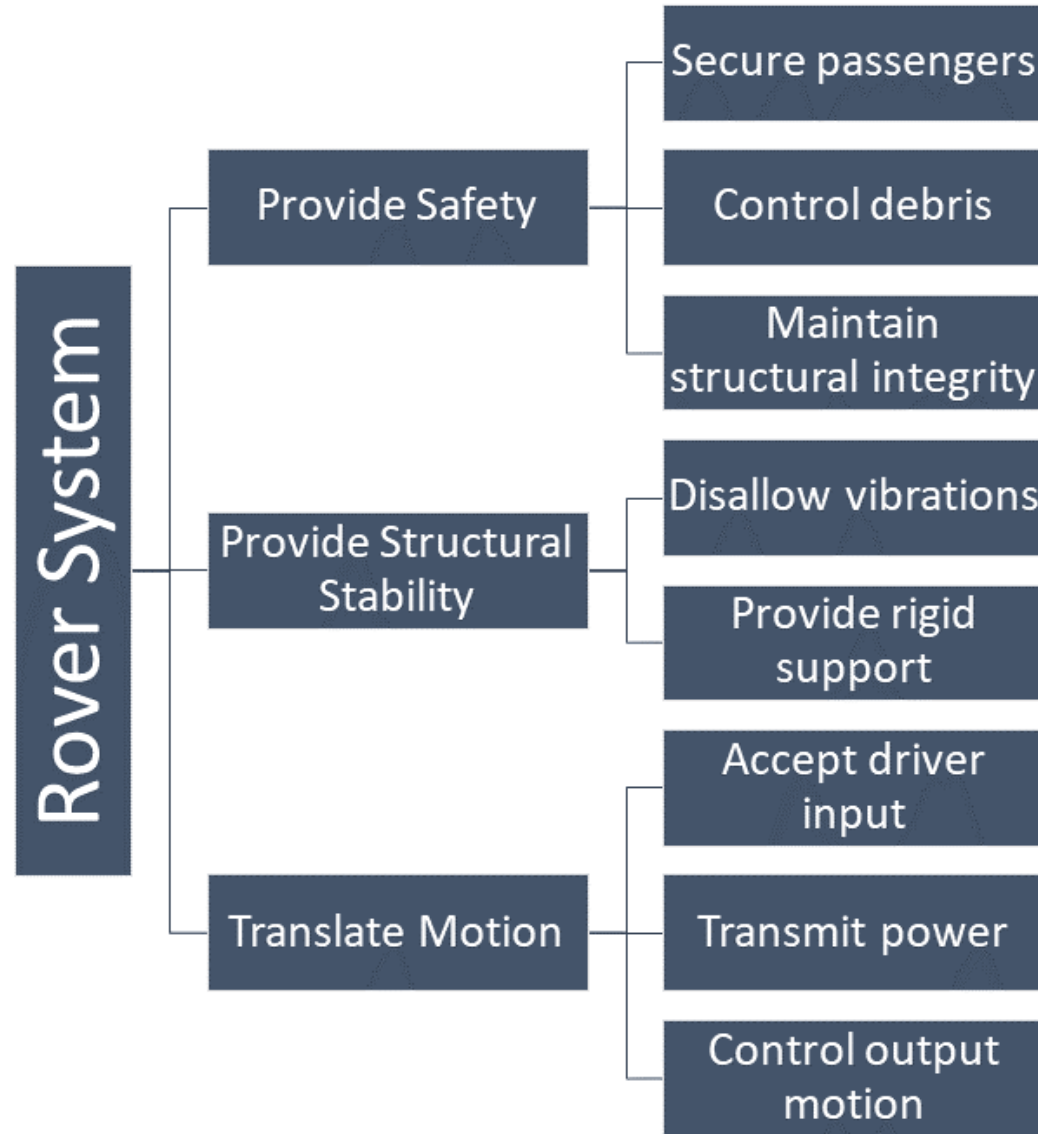 Rover System
Provide Safety
Secure passengers
Control debris
Maintain
structural integrity
Provide Structural
Stability
Disallow vibrations
Provide rigid
support
Translate Motion
Accept driver
input
Transmit power
Control output
motion